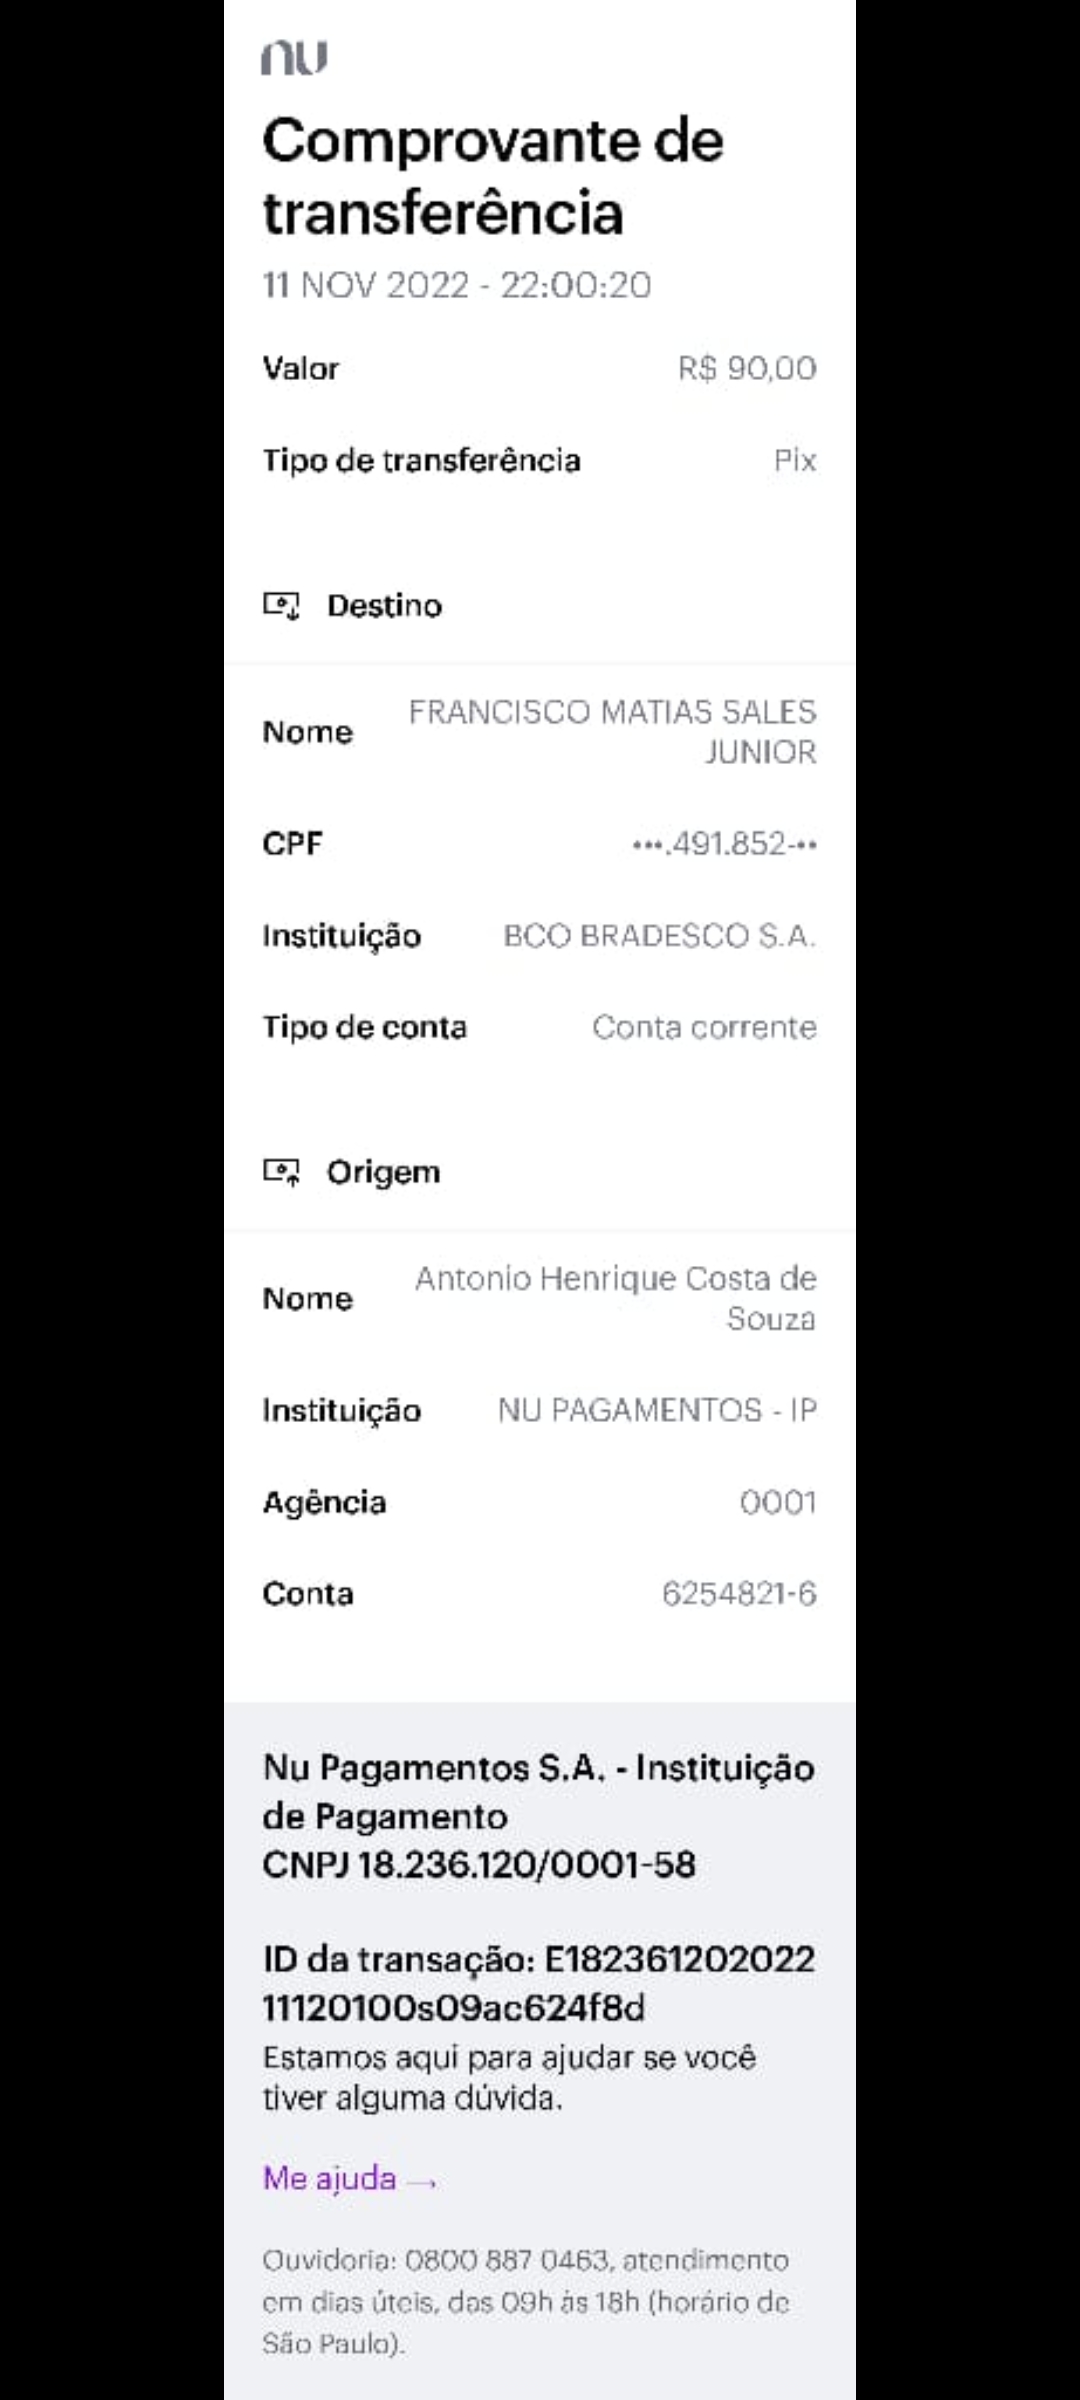 nu
Comprovante de
transferência
11 NOV 2022 - 22:00:20
Valor R$ 90,00
Tipo de transferência Pix
Destino
Nome FRANCISCO MATIAS SALES
JUNIOR
CPF •••.491.852-••
Instituição BCO BRADESCO S.A.
Tipo de conta Conta corrente
Origem
Nome Antonio Henrique Costa de
Souza
Instituição NU PAGAMENTOS - IP
Agência 0001
Conta 6254821-6
Nu Pagamentos S.A. - Instituição
de Pagamento
CNPJ 18.236.120/0001-58
ID da transação: E182361202022
11120100s09ac624f8d
Estamos aqui para ajudar se você
tiver alguma dúvida.
Me ajuda →
Ouvidoria: 0800 887 0463, atendimento
em dias úteis, das 09h às 18h (horário de
São Paulo).